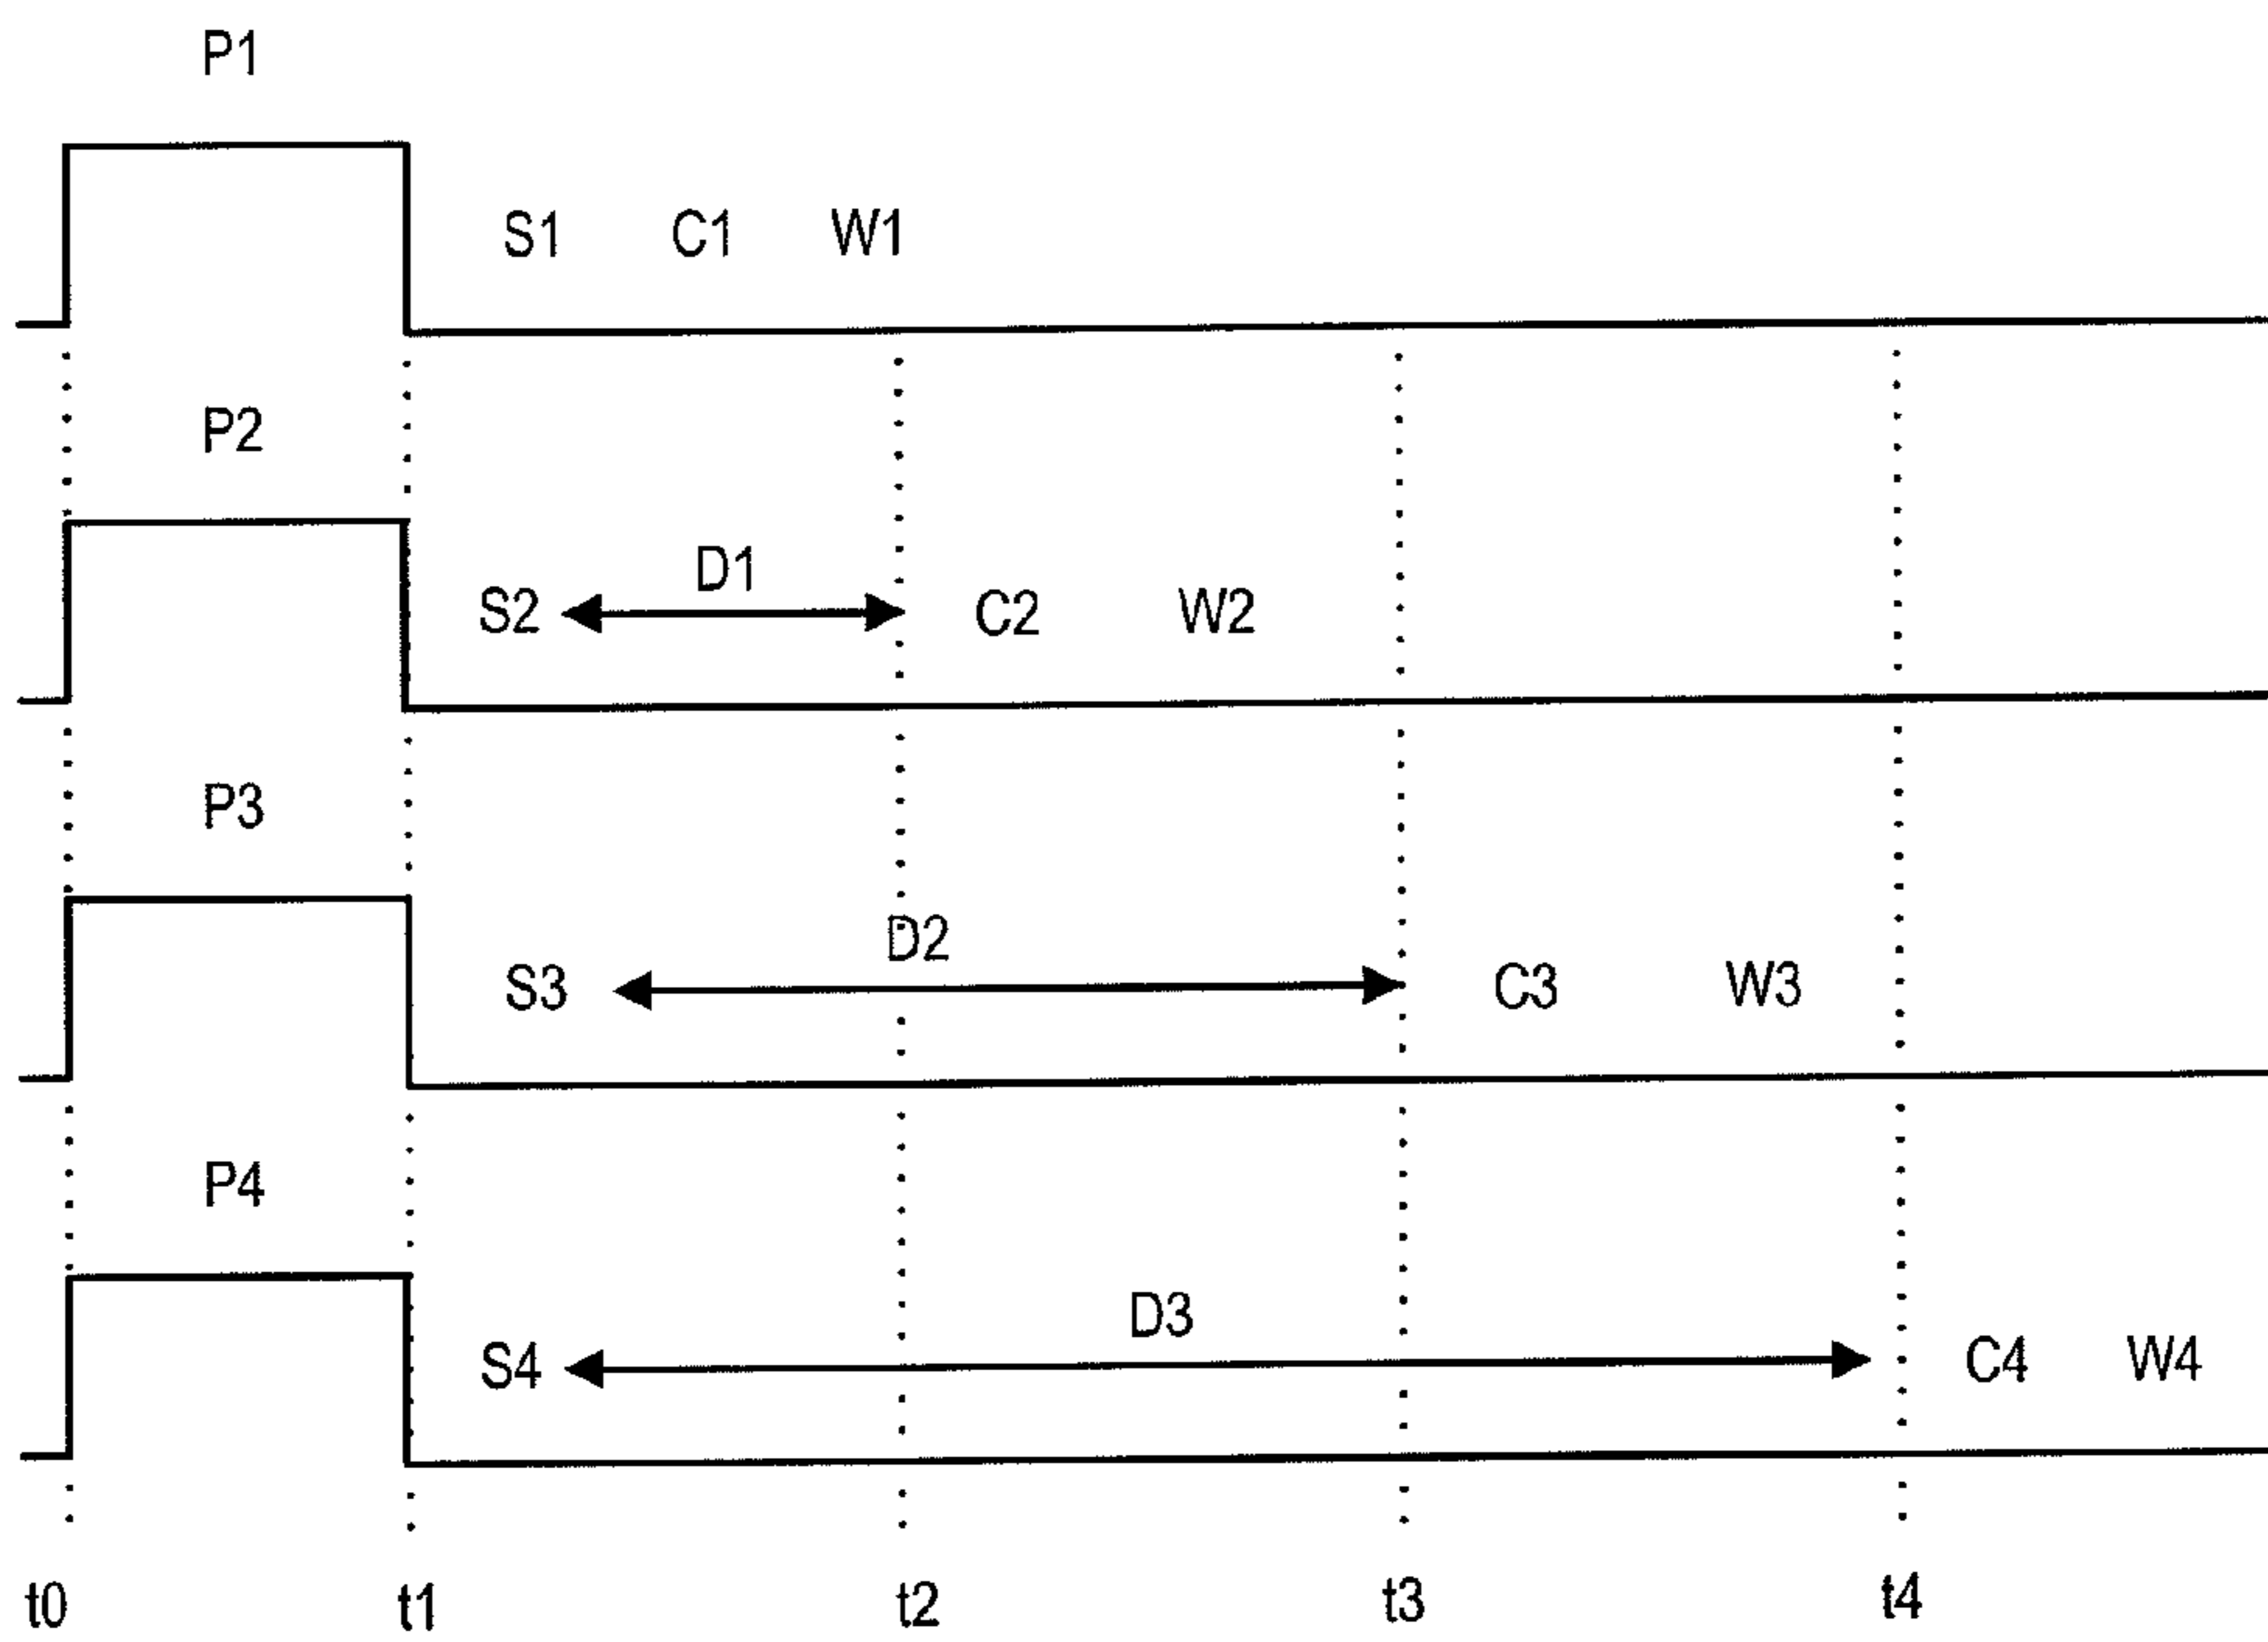 P1
S1 C1 W1
P2
D1
S2 C2 W2
P3
D2
S3 C3 W3
P4
D3
S4 C4 W4
t0 t1 t2 t3 t4